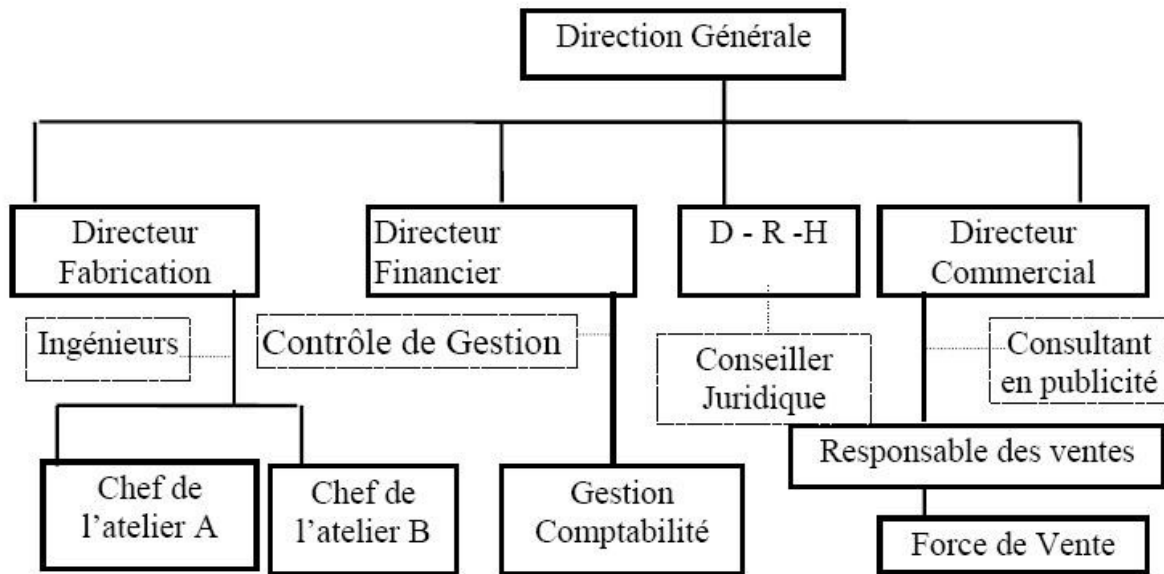 Direction Générale
Directeur
Fabrication
Directeur
Financier
D - R -H
Directeur
Commercial
Ingénieurs
Contrôle de Gestion
Conseiller
Juridique
Consultant
en publicité
Responsable des ventes
Chef de
l’atelier A
Chef de
l’atelier B
Gestion
Comptabilité
Force de Vente